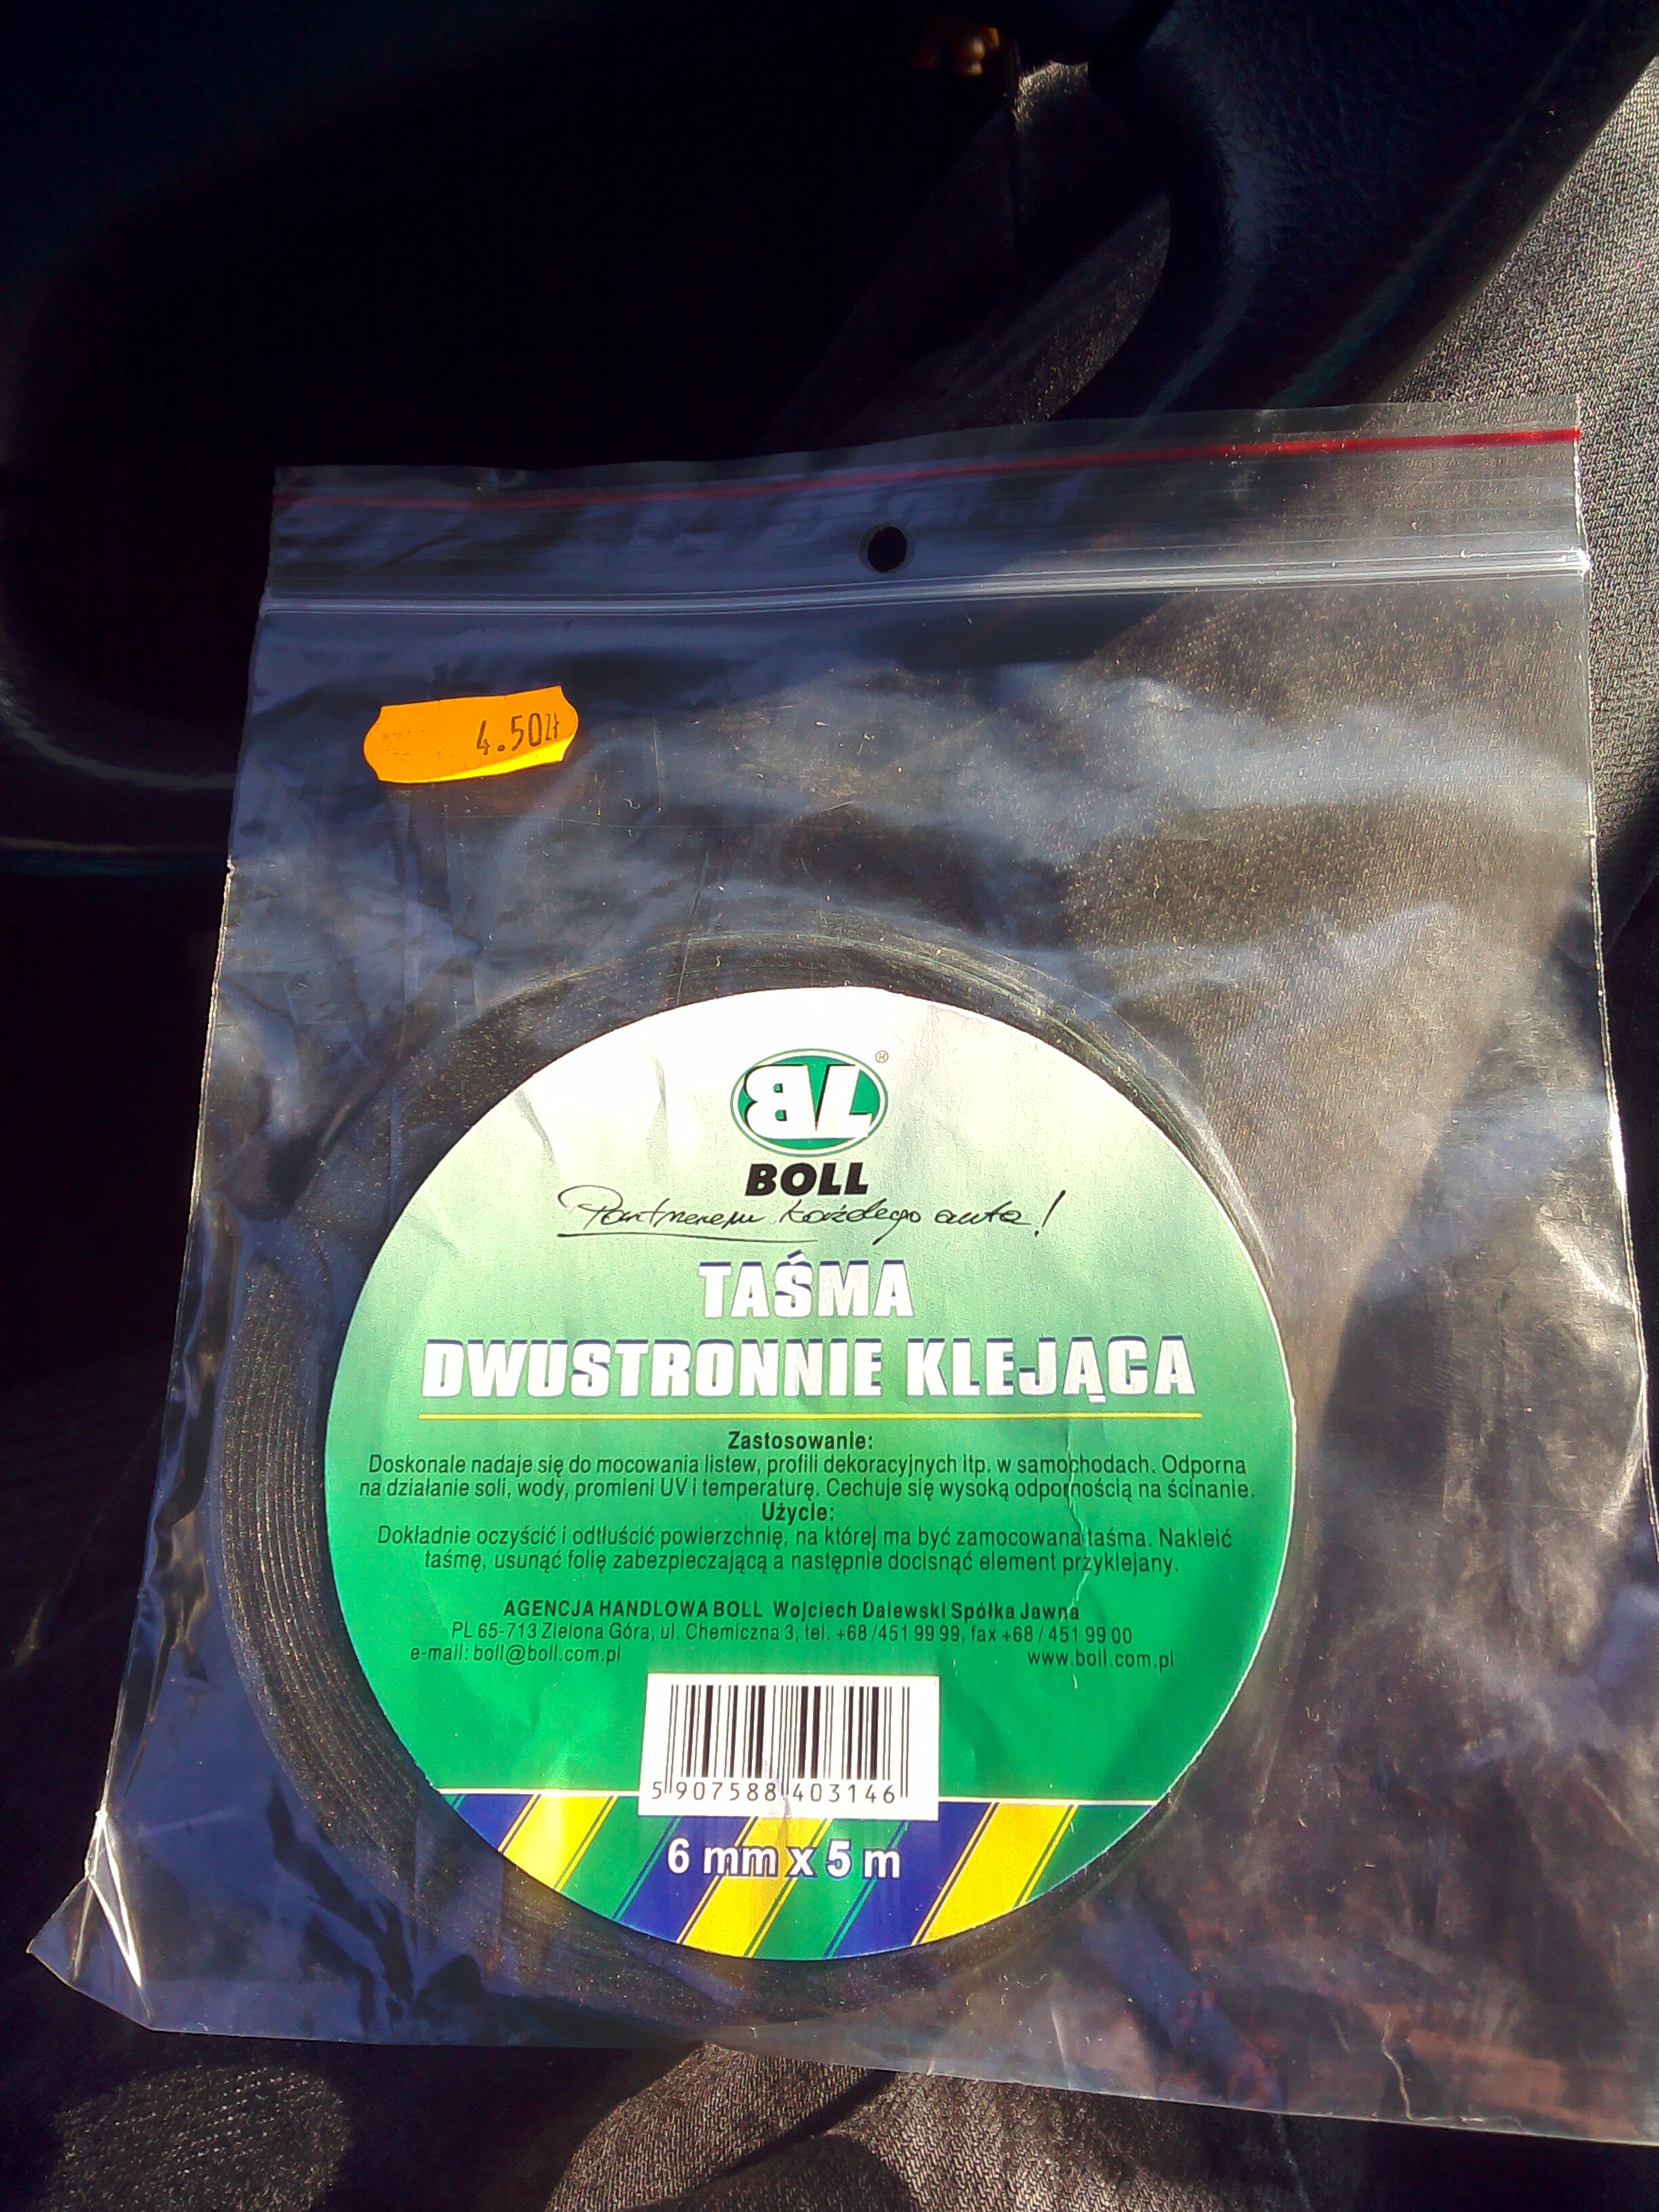 4.50zł
BL®
BOLL
Partnerem każdego auta!
TAŚMA
DWUSTRONNIE KLEJĄCA
Zastosowanie:
Doskonale nadaje się do mocowania listew, profili dekoracyjnych itp. w samochodach. Odporna
na działanie soli, wody, promieni UV i temperaturę. Cechuje się wysoką odpornością na ścinanie.
Użycie:
Dokładnie oczyścić i odtłuścić powierzchnię, na której ma być zamocowana taśma. Nakleić
taśmę, usunąć folię zabezpieczającą a następnie docisnąć element przyklejany.
AGENCJA HANDLOWA BOLL Wojciech Dalewski Spółka Jawna
PL 65-713 Zielona Góra, ul. Chemiczna 3, tel. +68 /451 99 99, fax +68 / 451 99 00
e-mail: boll@boll.com.pl www.boll.com.pl
5 907588 403146
6 mm x 5 m